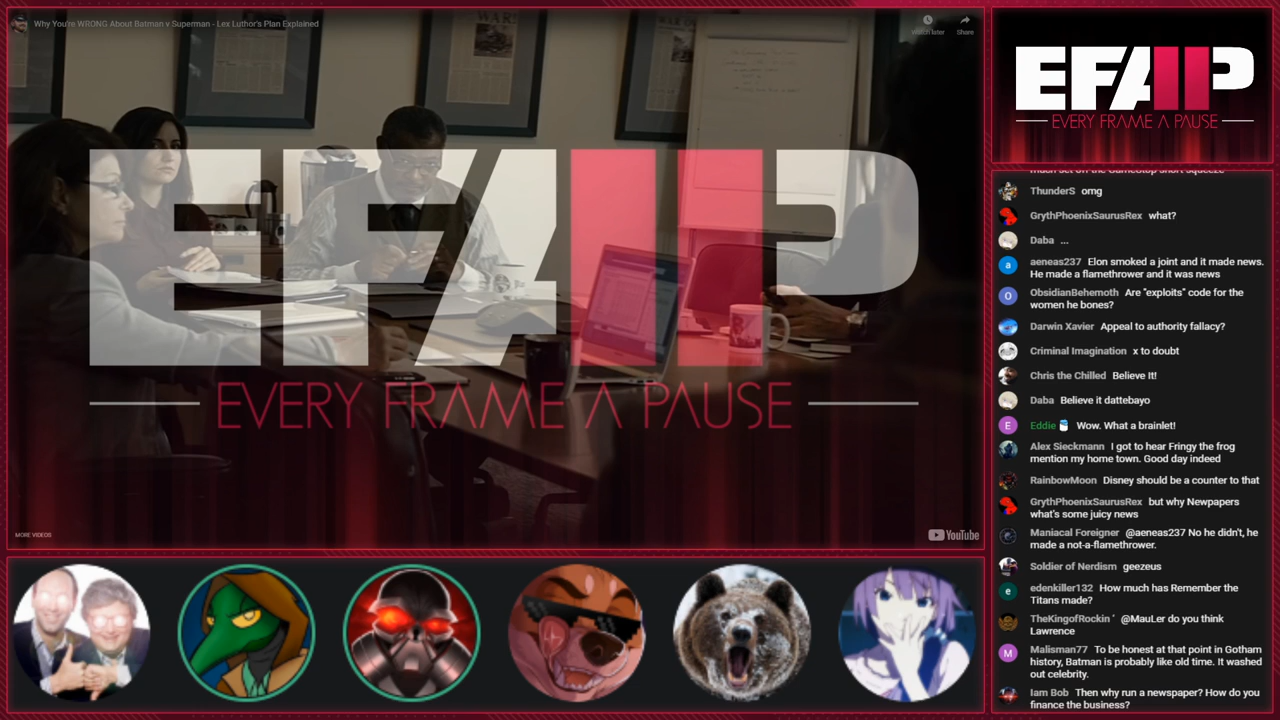 Why You're WRONG About Batman v Superman - Lex Luthor's Plan Explained
Watch later
Share
WAR!
EFAP
EVERY FRAME A PAUSE
MORE VIDEOS
YouTube
EFAP
EVERY FRAME A PAUSE
much set off the GameStop short squeeze
ThunderS omg
GrythPhoenixSaurusRex what?
Daba ...
a
aeneas237 Elon smoked a joint and it made news.
He made a flamethrower and it was news
O
ObsidianBehemoth Are "exploits" code for the
women he bones?
Darwin Xavier Appeal to authority fallacy?
Criminal Imagination x to doubt
Chris the Chilled Believe It!
Daba Believe it dattebayo
E
Eddie Wow. What a brainlet!
Alex Sieckmann I got to hear Fringy the frog
mention my home town. Good day indeed
RainbowMoon Disney should be a counter to that
GrythPhoenixSaurusRex but why Newpapers
what's some juicy news
Maniacal Foreigner @aeneas237 No he didn't, he
made a not-a-flamethrower.
Soldier of Nerdism geezeus
e
edenkiller132 How much has Remember the
Titans made?
TheKingofRockin ' @MauLer do you think
Lawrence
M
Malisman77 To be honest at that point in Gotham
history, Batman is probably like old time. It washed
out celebrity.
Iam Bob Then why run a newspaper? How do you
finance the business?